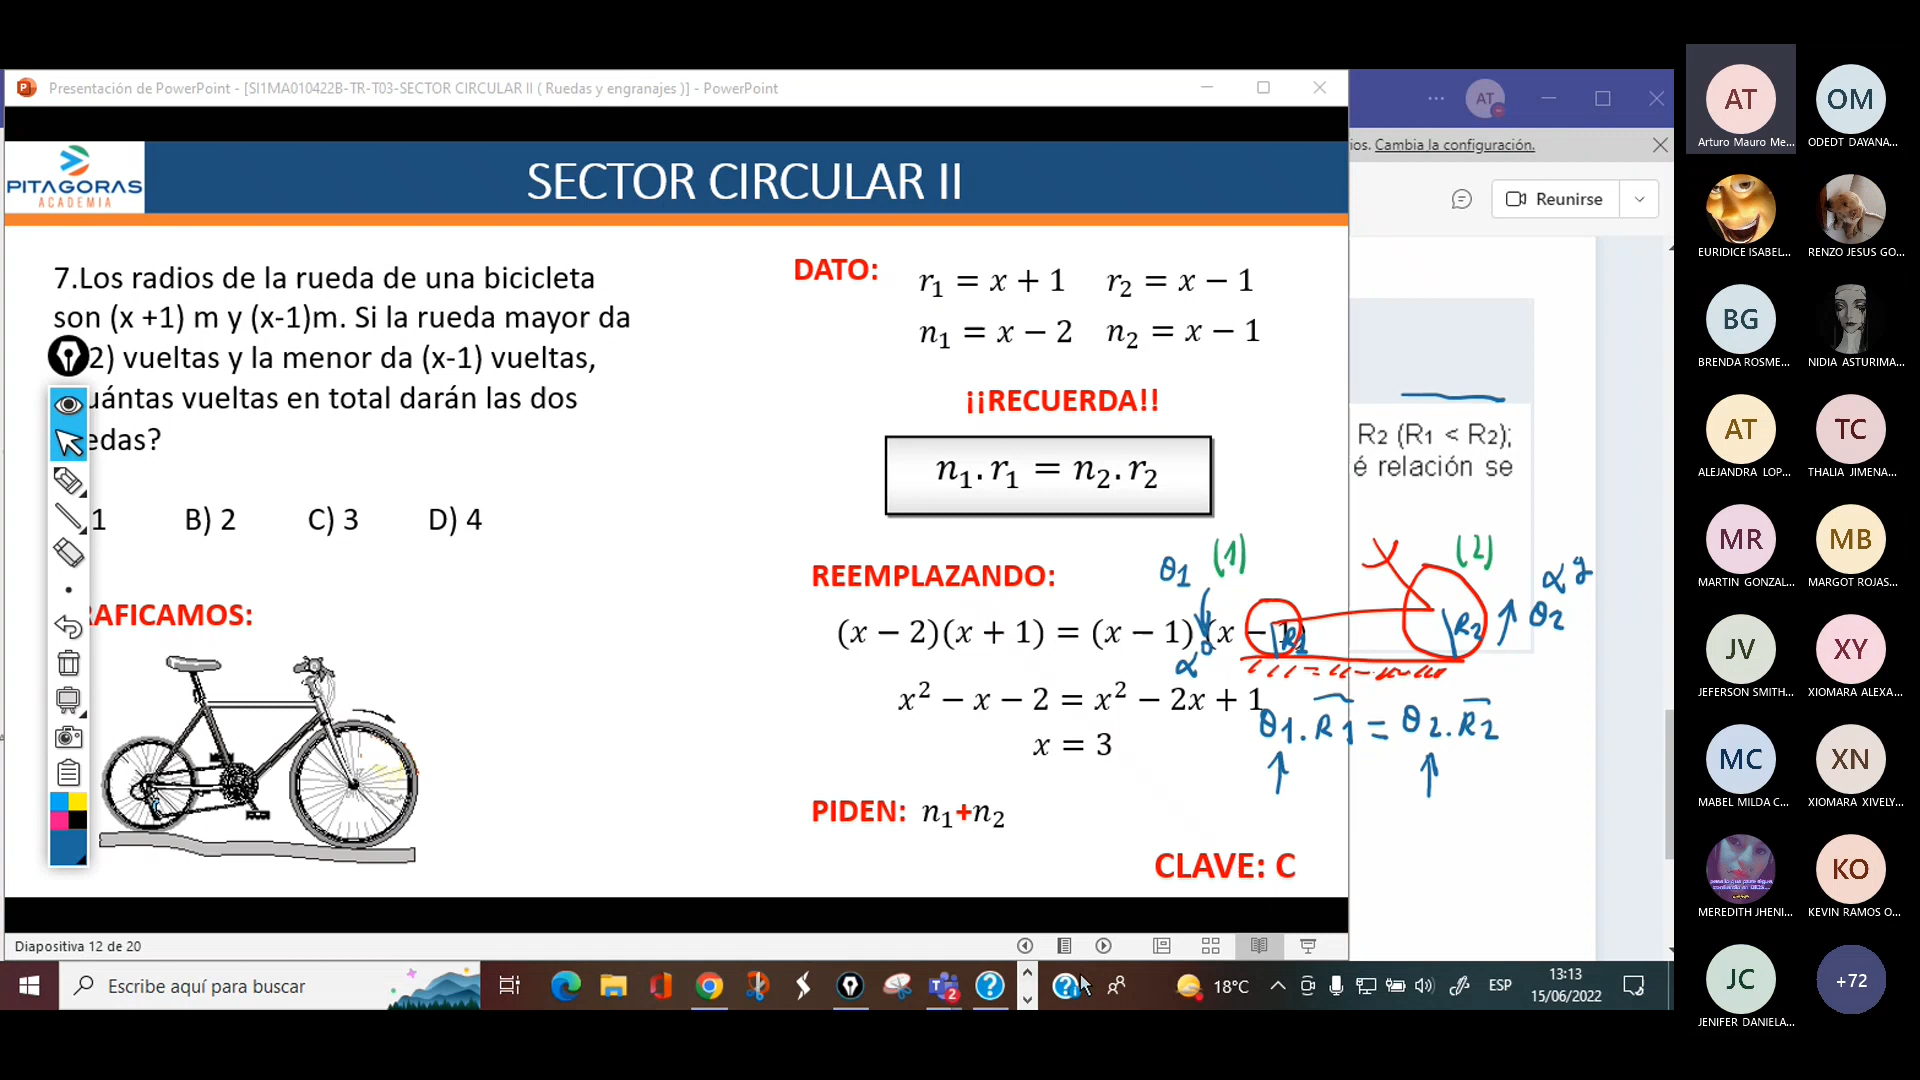 Presentación de PowerPoint - [SI1MA010422B-TR-T03-SECTOR CIRCULAR II ( Ruedas y engranajes )] - PowerPoint
AT
ios. Cambia la configuración.
Reunirse
PITAGORAS
ACADEMIA
SECTOR CIRCULAR II
7.Los radios de la rueda de una bicicleta
son (x +1) m y (x-1)m. Si la rueda mayor da
2) vueltas y la menor da (x-1) vueltas,
uántas vueltas en total darán las dos
edas?
1 B) 2 C) 3 D) 4
RAFICAMOS:
DATO:
r₁ = x + 1 r₂ = x − 1
n₁ = x − 2 n₂ = x − 1
¡¡RECUERDA!!
n₁.r₁ = n₂.r₂
REEMPLAZANDO:
(x − 2)(x + 1) = (x − 1)(x − 1)
x² − x − 2 = x² − 2x + 1
x = 3
PIDEN: n₁+n₂
CLAVE: C
R₂ (R₁ < R₂);
é relación se
θ1 (1) (2)
R1 R2 θ2
θ1.R1 = θ2.R2
Diapositiva 12 de 20
Escribe aquí para buscar
2
18°C
ESP
13:13
15/06/2022
AT
Arturo Mauro Me...
OM
ODEDT DAYANA...
EURIDICE ISABEL...
RENZO JESUS GO...
BG
BRENDA ROSME...
NIDIA ASTURIMA...
AT
ALEJANDRA LOP...
TC
THALIA JIMENA...
MR
MARTIN GONZAL...
MB
MARGOT ROJAS...
JV
JEFERSON SMITH...
XY
XIOMARA ALEXA...
MC
MABEL MILDA C...
XN
XIOMARA XIVELY...
MEREDITH JHENI...
KO
KEVIN RAMOS O...
JC
JENIFER DANIELA...
+72